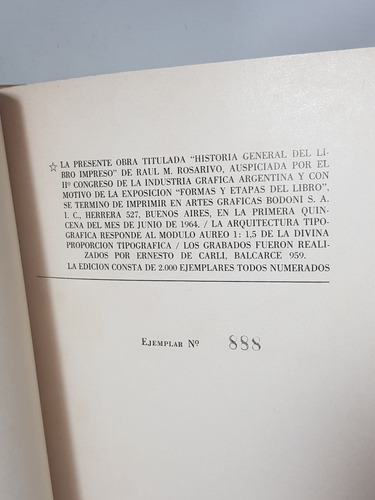 ☆ LA PRESENTE OBRA TITULADA "HISTORIA GENERAL DEL LI-
BRO IMPRESO" DE RAUL M. ROSARIVO, AUSPICIADA POR EL
IIº CONGRESO DE LA INDUSTRIA GRAFICA ARGENTINA Y CON
MOTIVO DE LA EXPOSICION "FORMAS Y ETAPAS DEL LIBRO",
SE TERMINO DE IMPRIMIR EN ARTES GRAFICAS BODONI S. A.
I. C., HERRERA 527, BUENOS AIRES, EN LA PRIMERA QUIN-
CENA DEL MES DE JUNIO DE 1964. / LA ARQUITECTURA TIPO-
GRAFICA RESPONDE AL MODULO AUREO 1: 1,5 DE LA DIVINA
PROPORCION TIPOGRAFICA / LOS GRABADOS FUERON REALI-
ZADOS POR ERNESTO DE CARLI, BALCARCE 959.
LA EDICION CONSTA DE 2.000 EJEMPLARES TODOS NUMERADOS
EJEMPLAR Nº 888